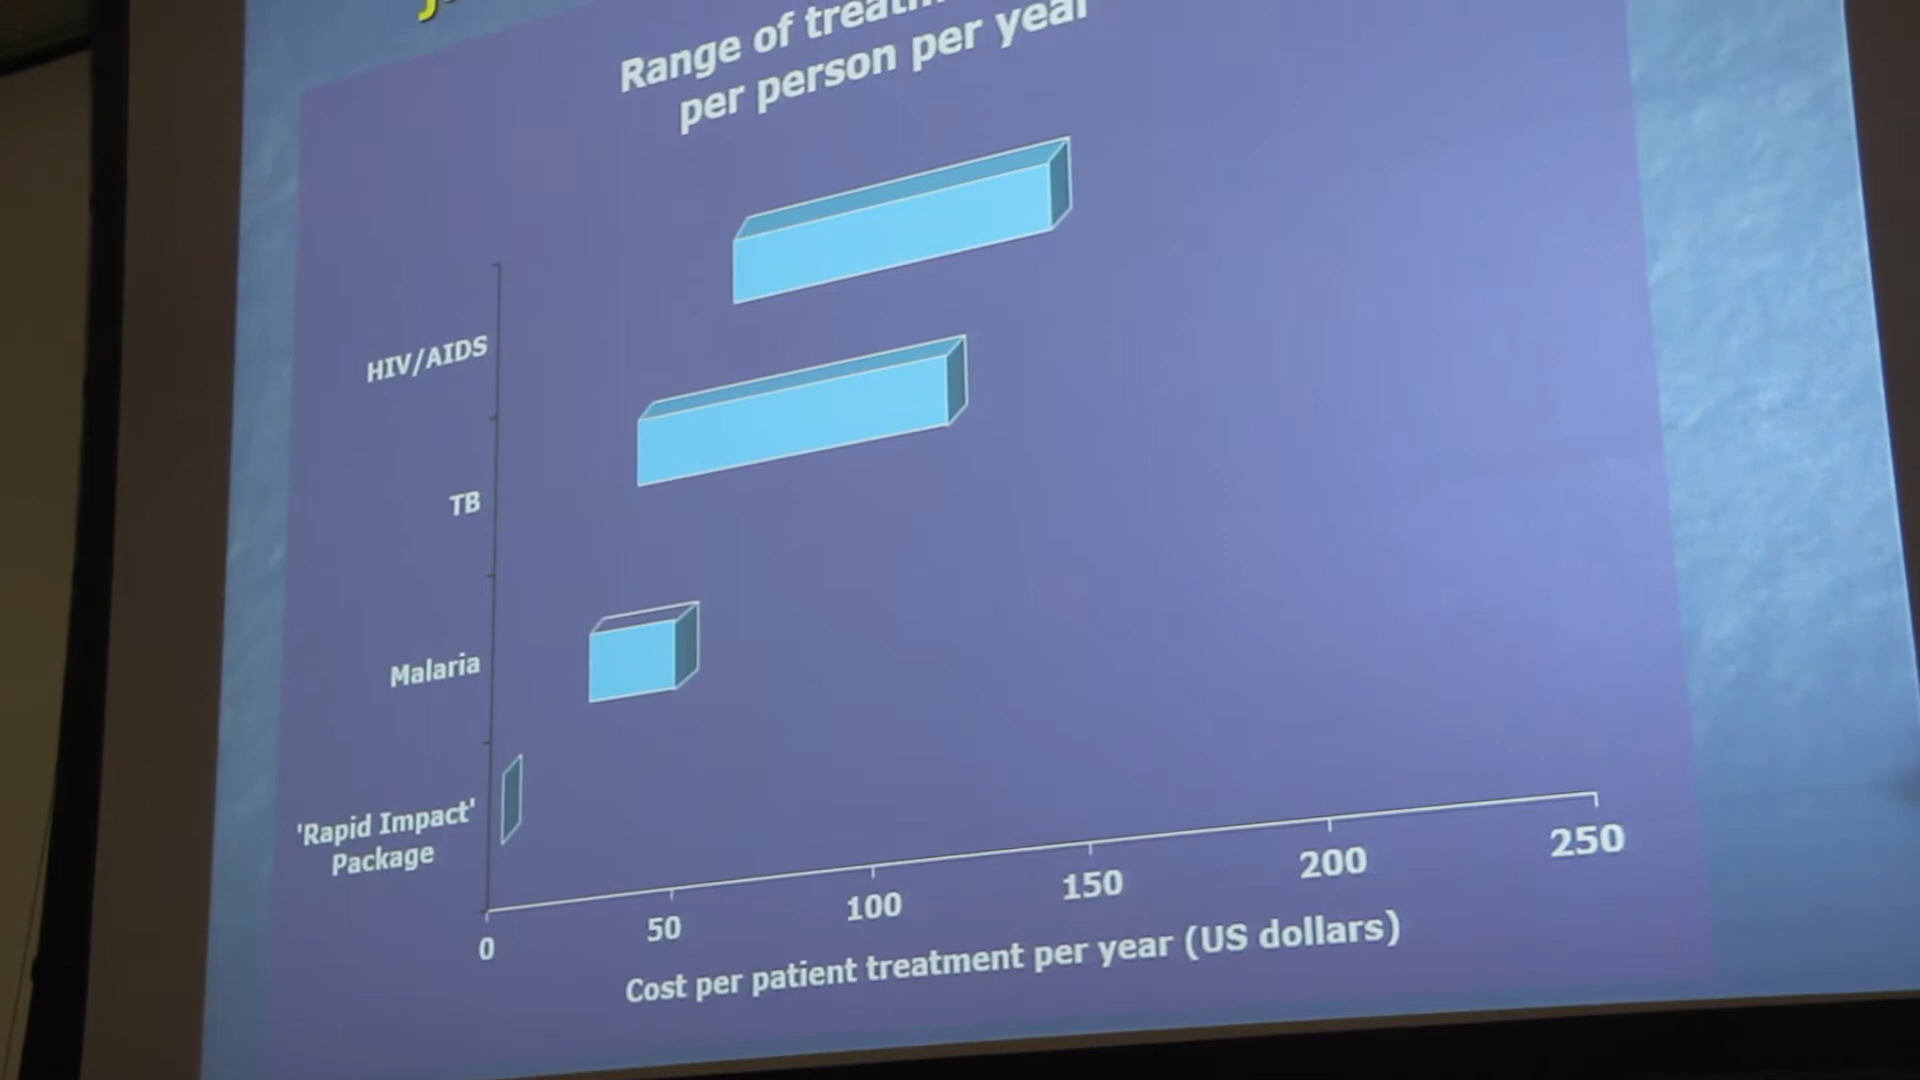 Range of
per person per year
HIV/AIDS
TB
Malaria
'Rapid Impact'
Package
0
50
100
150
200
250
Cost per patient treatment per year (US dollars)